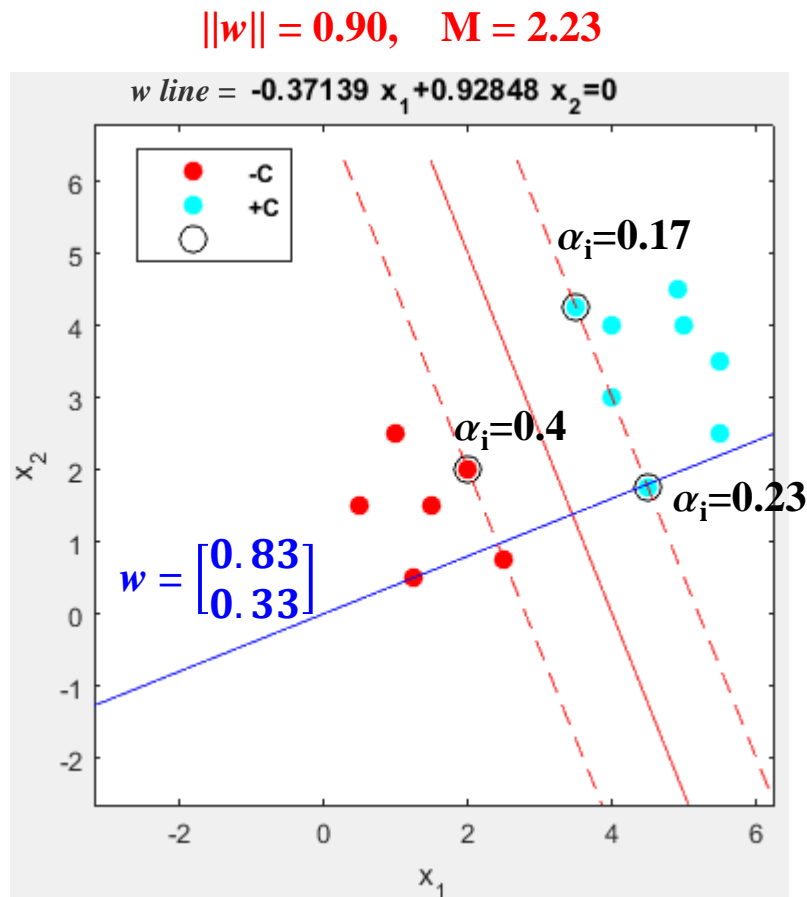 ||w|| = 0.90, M = 2.23
w line = -0.37139 x₁+0.92848 x₂=0
-C
+C
αᵢ=0.17
αᵢ=0.4
αᵢ=0.23
w = [0.83
0.33]
6
5
4
3
2
1
0
-1
-2
x₂
-2 0 2 4 6
x₁